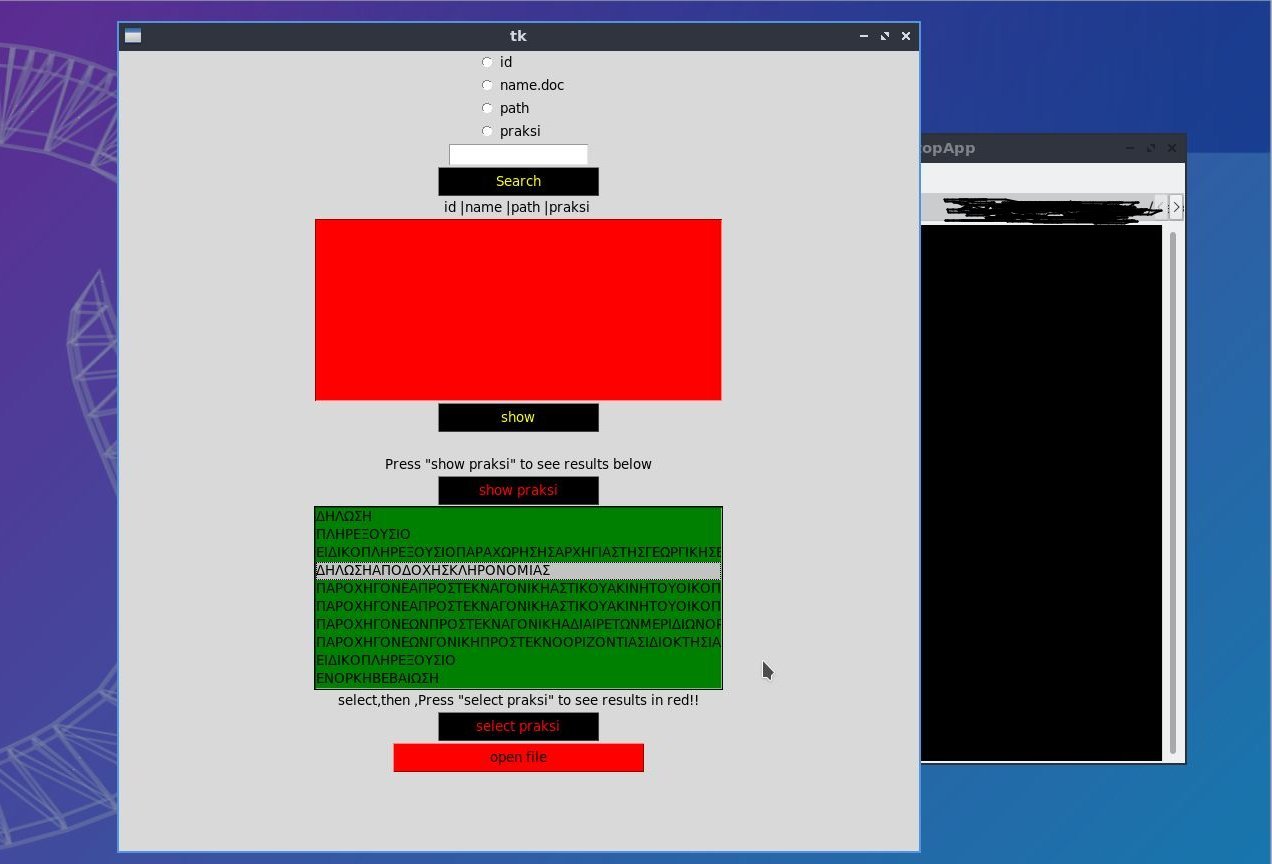 tk
id
name.doc
path
praksi
Search
id |name |path |praksi
show
Press "show praksi" to see results below
show praksi
ΔΗΛΩΣΗ
ΠΛΗΡΕΞΟΥΣΙΟ
ΕΙΔΙΚΟΠΛΗΡΕΞΟΥΣΙΟΠΑΡΑΧΩΡΗΣΗΣΑΡΧΗΓΙΑΣΤΗΣΓΕΩΡΓΙΚΗΣΕ
ΔΗΛΩΣΗΑΠΟΔΟΧΗΣΚΛΗΡΟΝΟΜΙΑΣ
ΠΑΡΟΧΗΓΟΝΕΑΠΡΟΣΤΕΚΝΑΓΟΝΙΚΗΑΣΤΙΚΟΥΑΚΙΝΗΤΟΥΟΙΚΟΠ
ΠΑΡΟΧΗΓΟΝΕΑΠΡΟΣΤΕΚΝΑΓΟΝΙΚΗΑΣΤΙΚΟΥΑΚΙΝΗΤΟΥΟΙΚΟΠ
ΠΑΡΟΧΗΓΟΝΕΩΝΠΡΟΣΤΕΚΝΑΓΟΝΙΚΗΑΔΙΑΙΡΕΤΩΝΜΕΡΙΔΙΩΝΟΡ
ΠΑΡΟΧΗΓΟΝΕΩΝΓΟΝΙΚΗΠΡΟΣΤΕΚΝΟΟΡΙΖΟΝΤΙΑΣΙΔΙΟΚΤΗΣΙΑ
ΕΙΔΙΚΟΠΛΗΡΕΞΟΥΣΙΟ
ΕΝΟΡΚΗΒΕΒΑΙΩΣΗ
select,then ,Press "select praksi" to see results in red!!
select praksi
open file
topApp